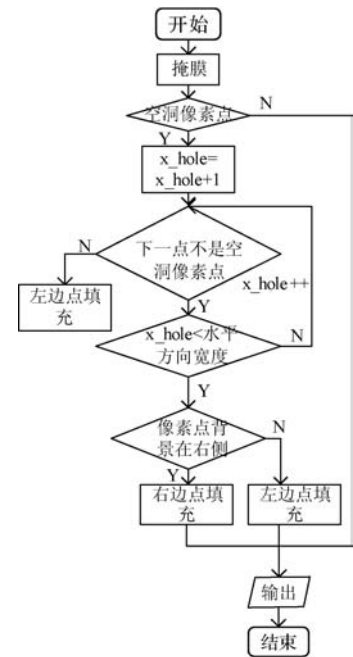 开始
掩膜
空洞像素点
N
Y
x_hole=
x_hole+1
N
下一点不是空
洞像素点
x_hole++
左边点填
充
Y
x_hole<水平
方向宽度
N
Y
像素点背
景在右侧
N
Y
右边点填
充
左边点填
充
输出
结束